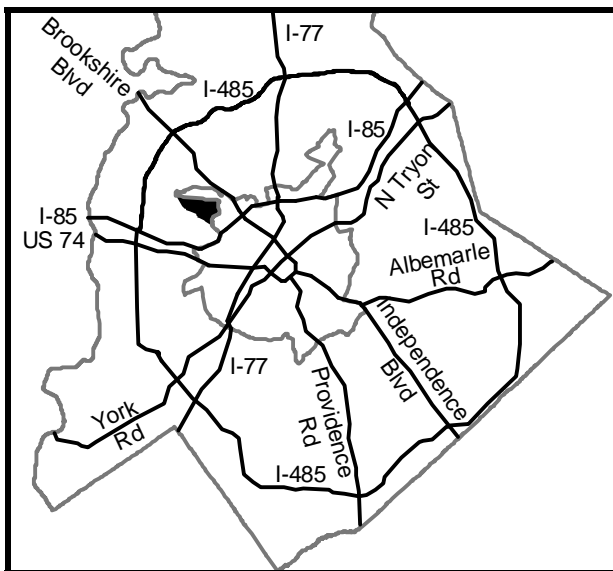 I-77
Brookshire
Blvd
I-485
I-85
N Tryon
St
I-85
US 74
I-485
Albemarle
Rd
Independence
Blvd
I-77
Providence
Rd
York
Rd
I-485